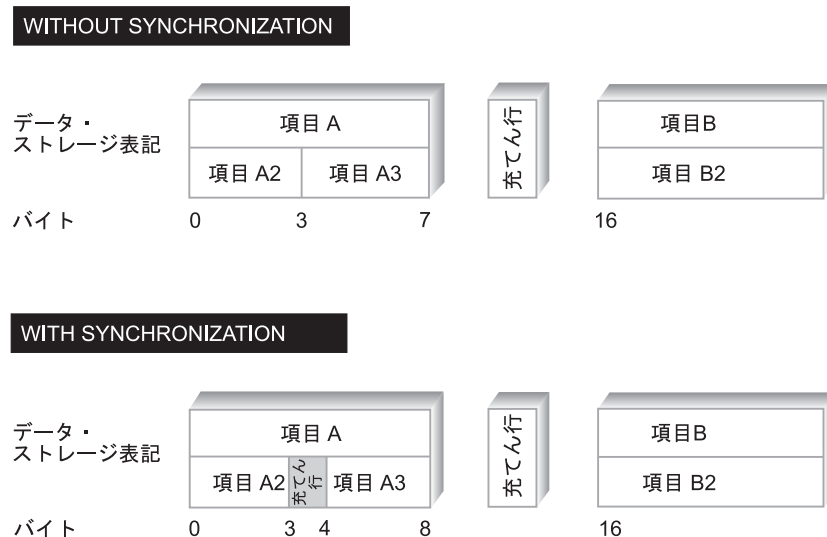 WITHOUT SYNCHRONIZATION
データ・
ストレージ表記
項目 A
項目 A2
項目 A3
充てん行
項目B
項目 B2
バイト
0
3
7
16
WITH SYNCHRONIZATION
データ・
ストレージ表記
項目 A
項目 A2
充てん
行
項目 A3
充てん行
項目B
項目 B2
バイト
0
3
4
8
16